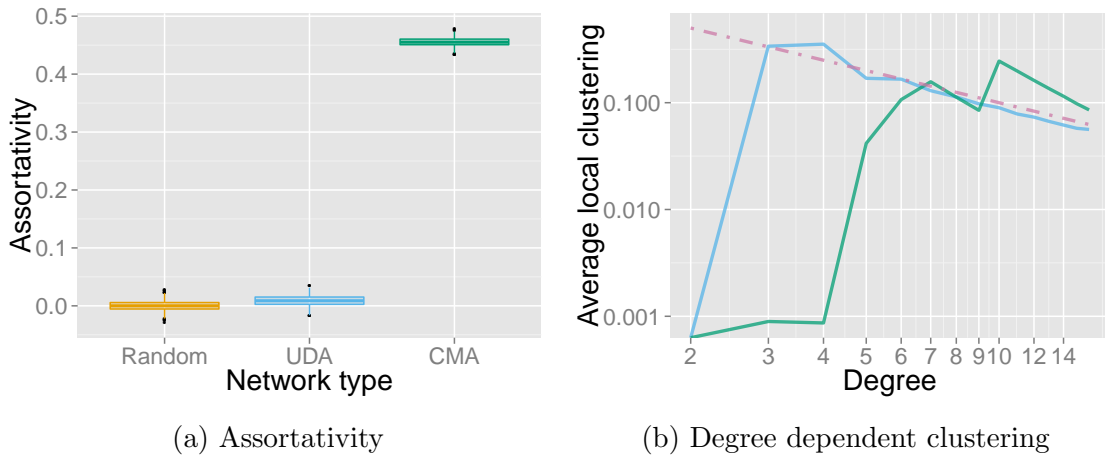 0.5
0.4
0.3
0.2
0.1
0.0
Assortativity
Random UDA CMA
Network type
(a) Assortativity
0.100
0.010
0.001
Average local clustering
2 3 4 5 6 7 8 9 10 12 14
Degree
(b) Degree dependent clustering